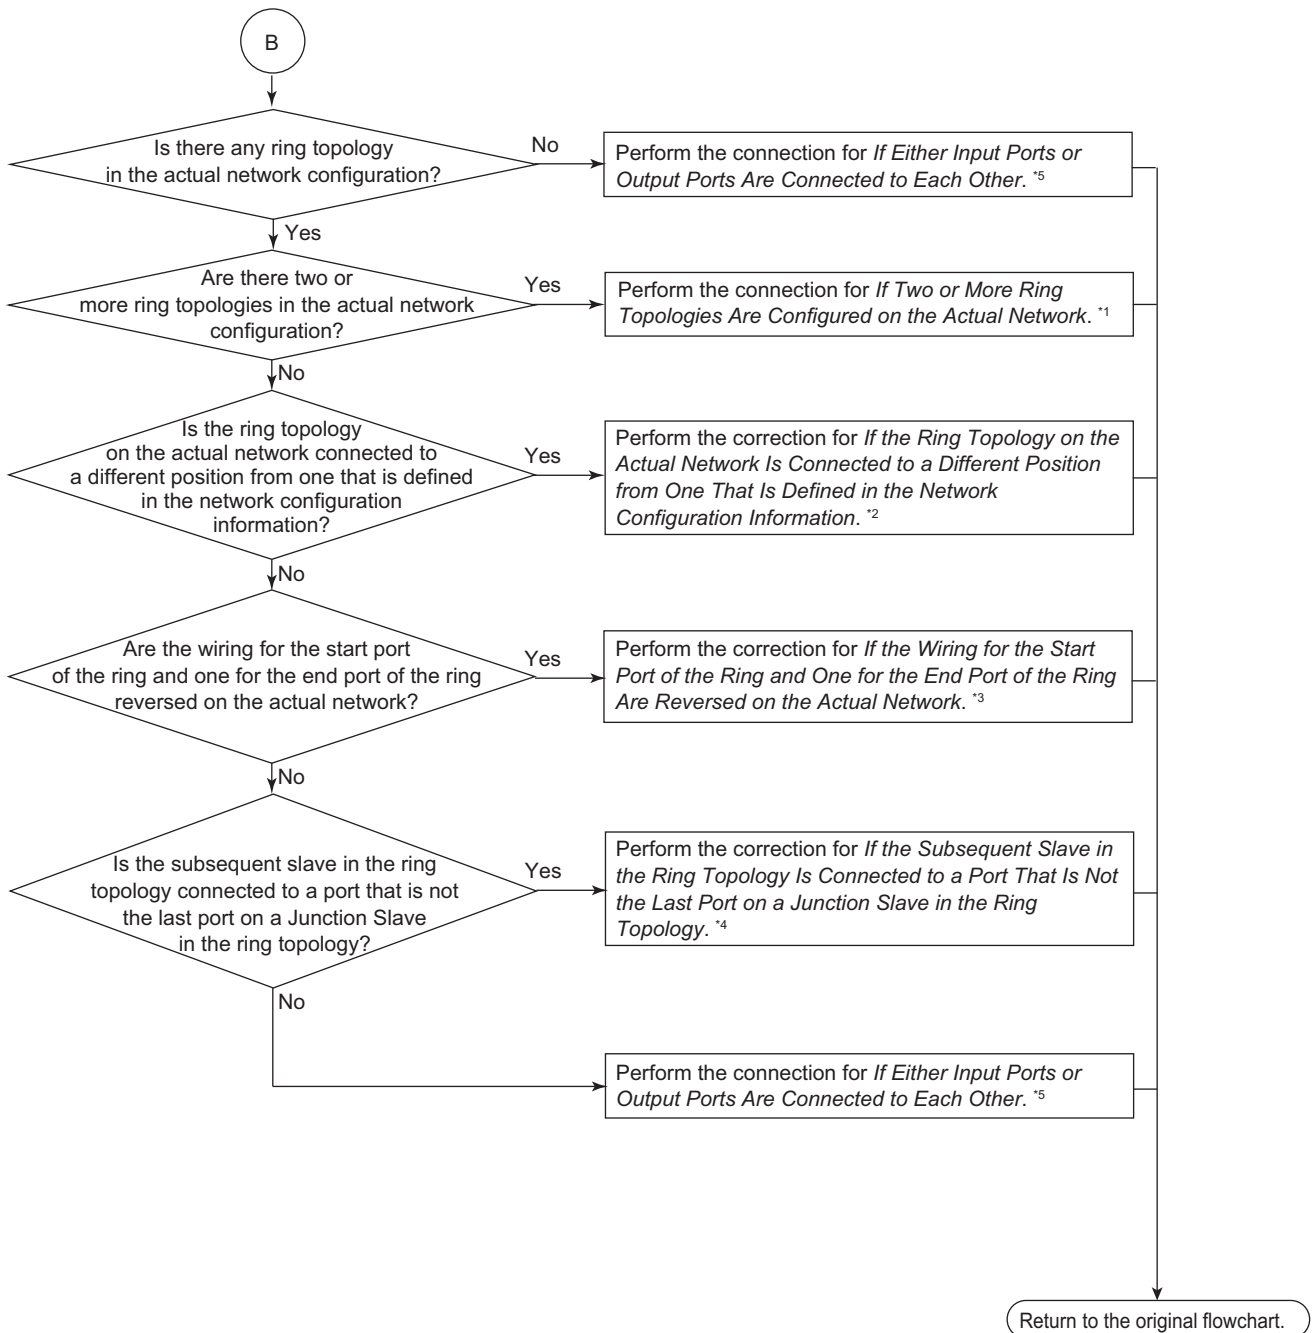 B
Is there any ring topology
in the actual network configuration?
No
Perform the connection for If Either Input Ports or
Output Ports Are Connected to Each Other. *5
Yes
Are there two or
more ring topologies in the actual network
configuration?
Yes
Perform the connection for If Two or More Ring
Topologies Are Configured on the Actual Network. *1
No
Is the ring topology
on the actual network connected to
a different position from one that is defined
in the network configuration
information?
Yes
Perform the correction for If the Ring Topology on the
Actual Network Is Connected to a Different Position
from One That Is Defined in the Network
Configuration Information. *2
No
Are the wiring for the start port
of the ring and one for the end port of the ring
reversed on the actual network?
Yes
Perform the correction for If the Wiring for the Start
Port of the Ring and One for the End Port of the Ring
Are Reversed on the Actual Network. *3
No
Is the subsequent slave in the ring
topology connected to a port that is not
the last port on a Junction Slave
in the ring topology?
Yes
Perform the correction for If the Subsequent Slave in
the Ring Topology Is Connected to a Port That Is Not
the Last Port on a Junction Slave in the Ring
Topology. *4
No
Perform the connection for If Either Input Ports or
Output Ports Are Connected to Each Other. *5
Return to the original flowchart.